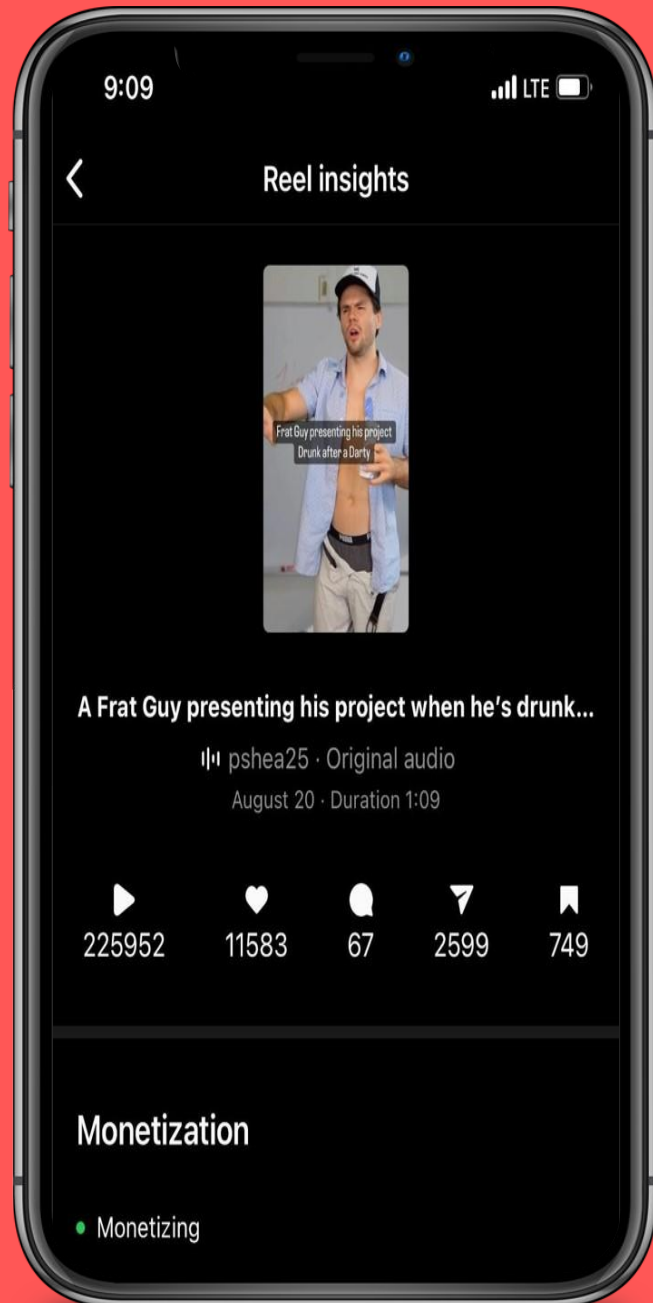 9:09
LTE
Reel insights
Frat Guy presenting his project
Drunk after a Darty
PUMA
A Frat Guy presenting his project when he’s drunk...
pshea25 · Original audio
August 20 · Duration 1:09
225952 11583 67 2599 749
Monetization
Monetizing